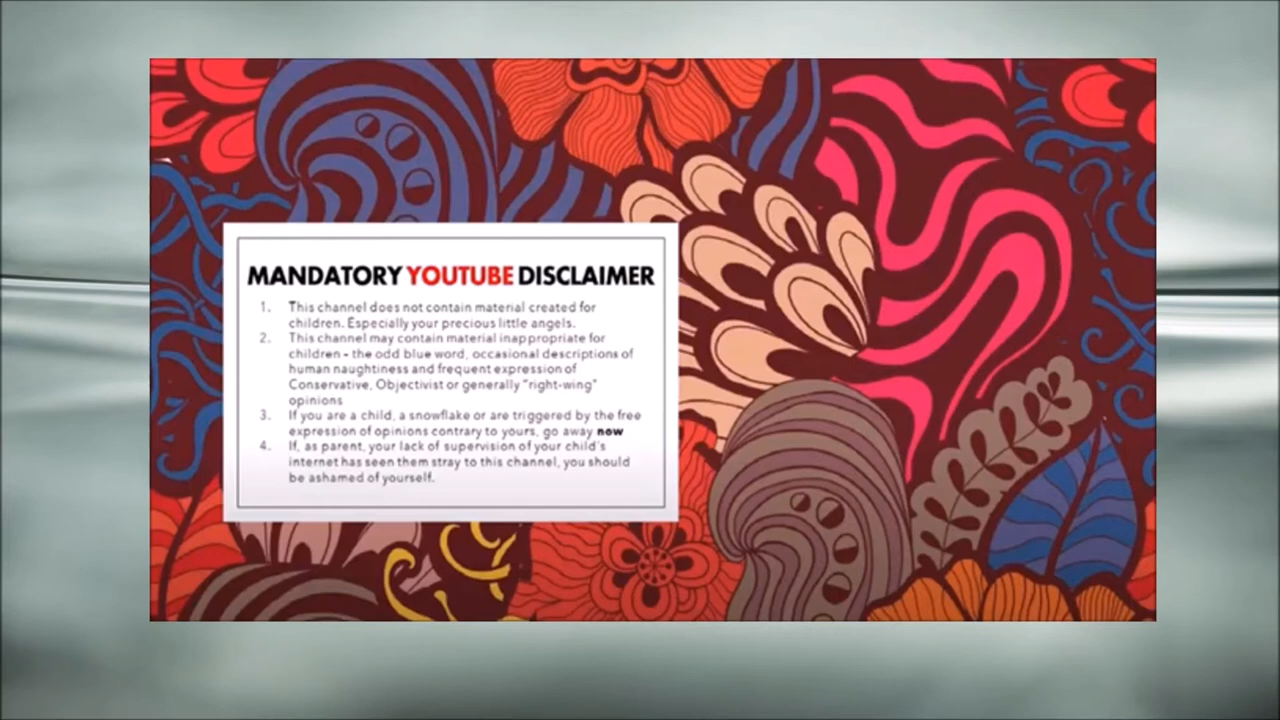 MANDATORY YOUTUBE DISCLAIMER
1. This channel does not contain material created for
children. Especially your precious little angels.
2. This channel may contain material inappropriate for
children - the odd blue word, occasional descriptions of
human naughtiness and frequent expression of
Conservative, Objectivist or generally "right-wing"
opinions
3. If you are a child, a snowflake or are triggered by the free
expression of opinions contrary to yours, go away now
4. If, as parent, your lack of supervision of your child's
internet has seen them stray to this channel, you should
be ashamed of yourself.